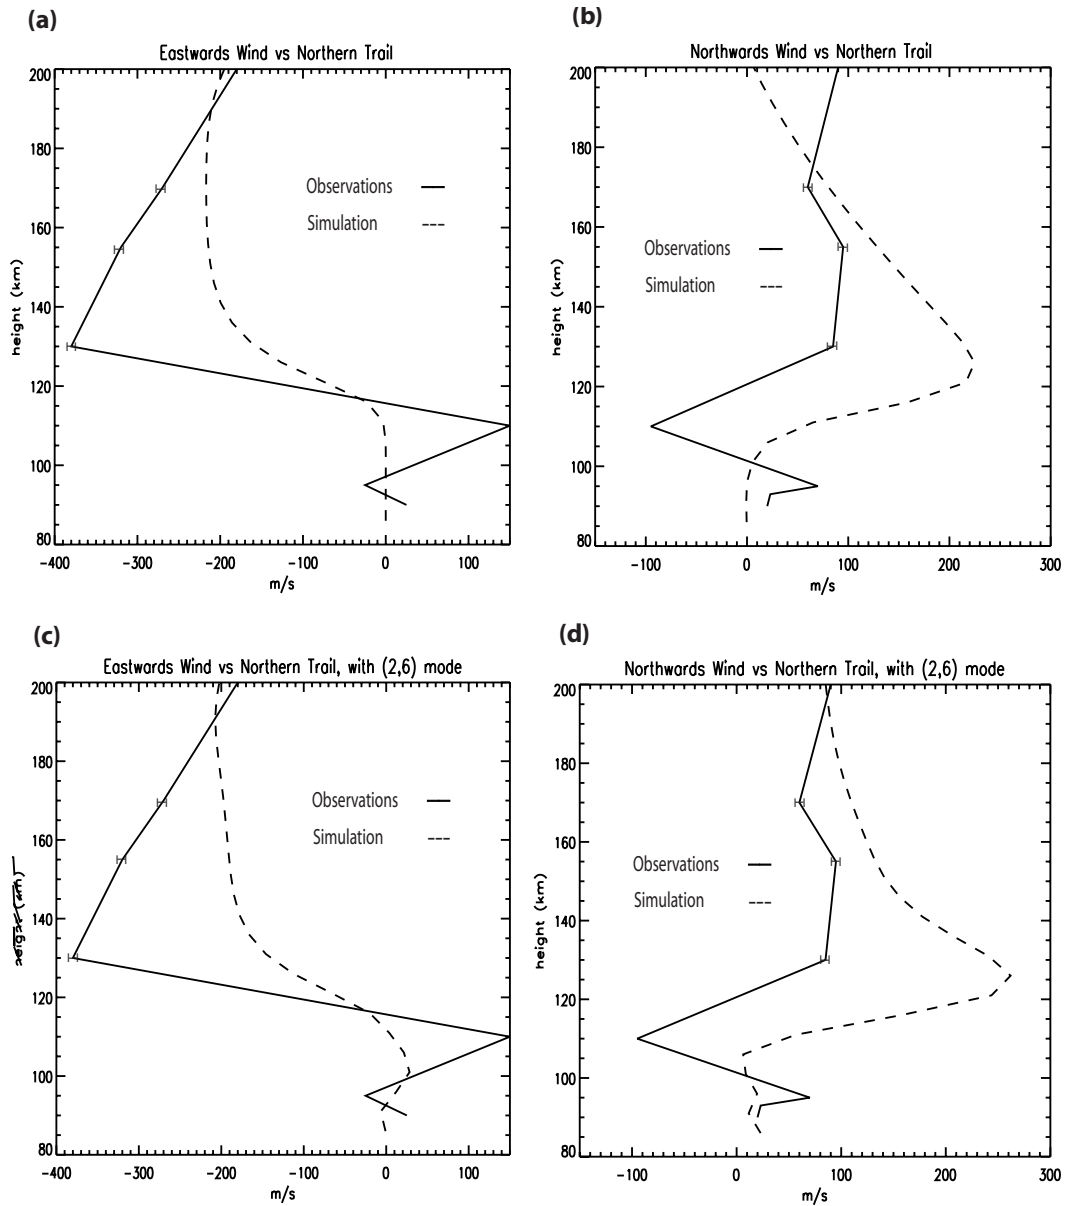 (a)
Eastwards Wind vs Northern Trail
200
180
160
140
120
100
80
height (km)
Observations
Simulation
-400 -300 -200 -100 0 100
m/s
(b)
Northwards Wind vs Northern Trail
200
180
160
140
120
100
80
height (km)
Observations
Simulation
-100 0 100 200 300
m/s
(c)
Eastwards Wind vs Northern Trail, with (2,6) mode
200
180
160
140
120
100
80
Observations
Simulation
-400 -300 -200 -100 0 100
m/s
(d)
Northwards Wind vs Northern Trail, with (2,6) mode
200
180
160
140
120
100
80
height (km)
Observations
Simulation
-100 0 100 200 300
m/s